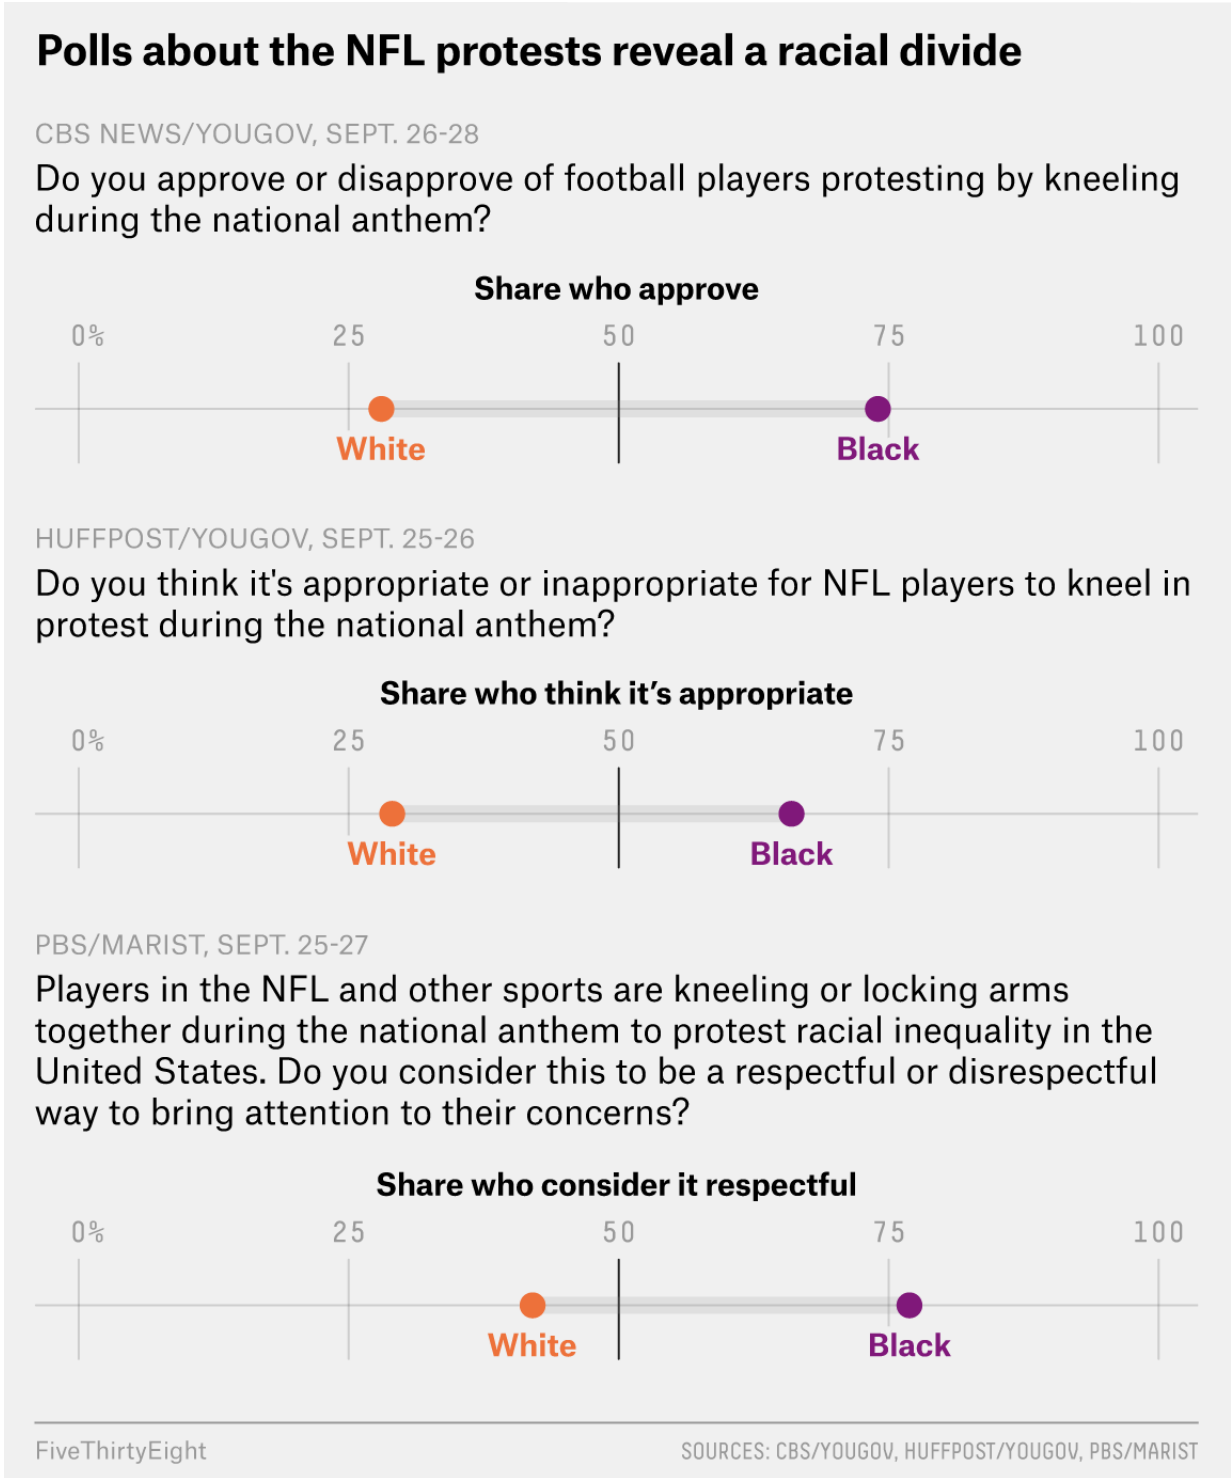 Polls about the NFL protests reveal a racial divide
CBS NEWS/YOUGOV, SEPT. 26-28
Do you approve or disapprove of football players protesting by kneeling
during the national anthem?
Share who approve
0% 25 50 75 100
White Black
HUFFPOST/YOUGOV, SEPT. 25-26
Do you think it's appropriate or inappropriate for NFL players to kneel in
protest during the national anthem?
Share who think it’s appropriate
0% 25 50 75 100
White Black
PBS/MARIST, SEPT. 25-27
Players in the NFL and other sports are kneeling or locking arms
together during the national anthem to protest racial inequality in the
United States. Do you consider this to be a respectful or disrespectful
way to bring attention to their concerns?
Share who consider it respectful
0% 25 50 75 100
White Black
FiveThirtyEight SOURCES: CBS/YOUGOV, HUFFPOST/YOUGOV, PBS/MARIST